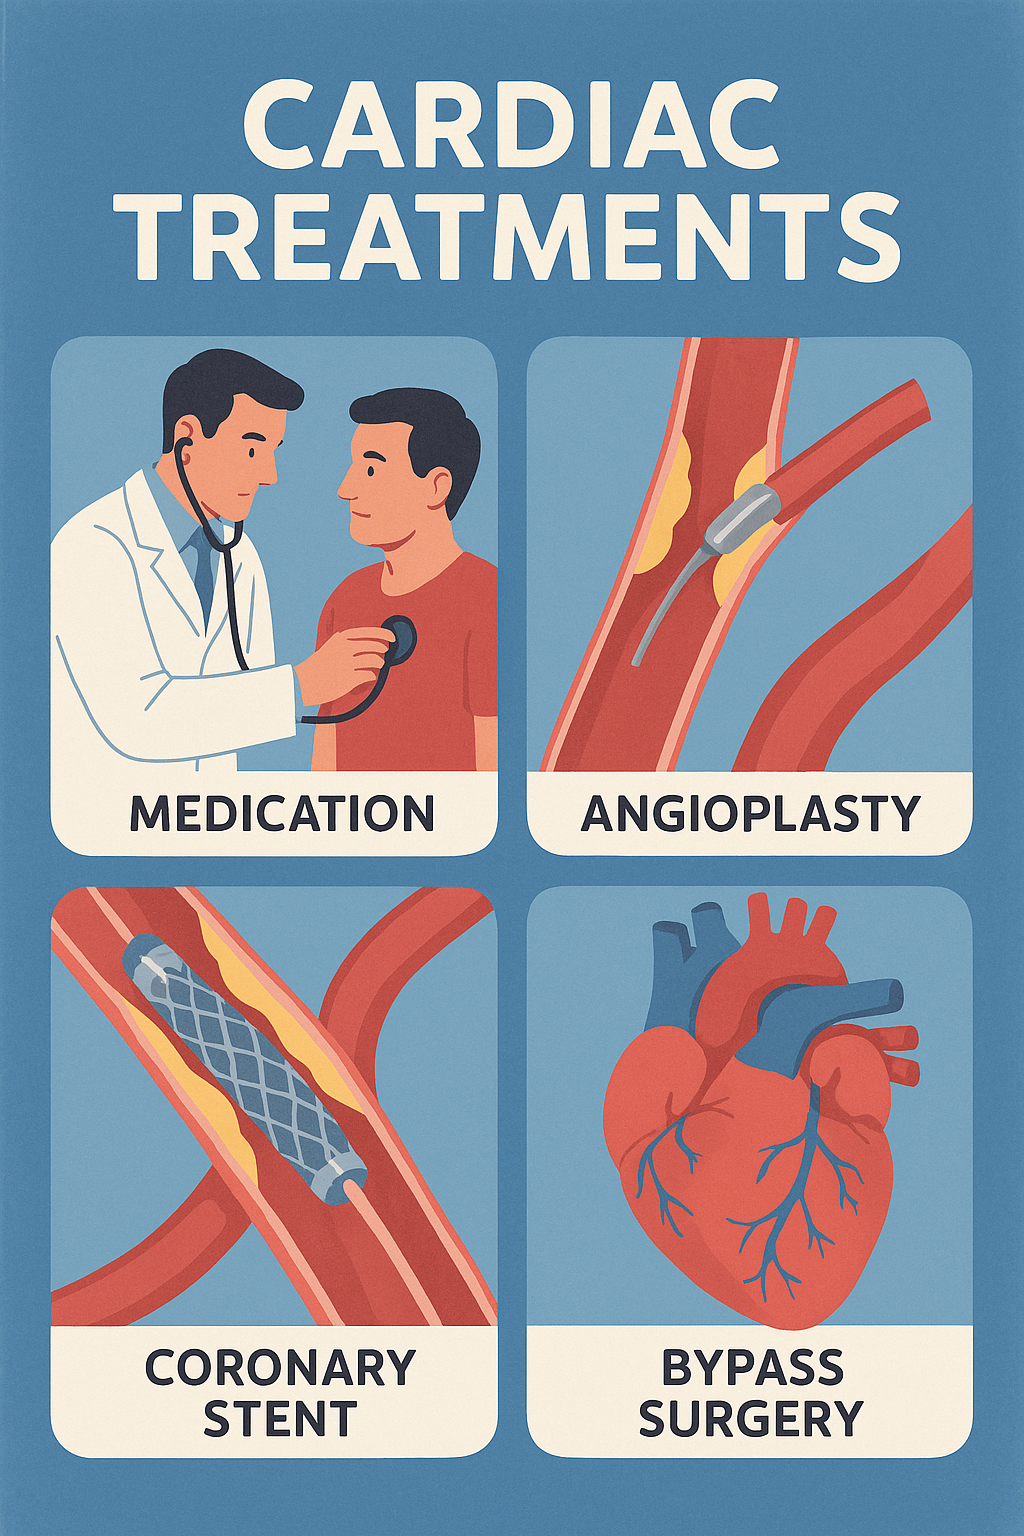 CARDIAC
TREATMENTS
MEDICATION
ANGIOPLASTY
CORONARY
STENT
BYPASS
SURGERY